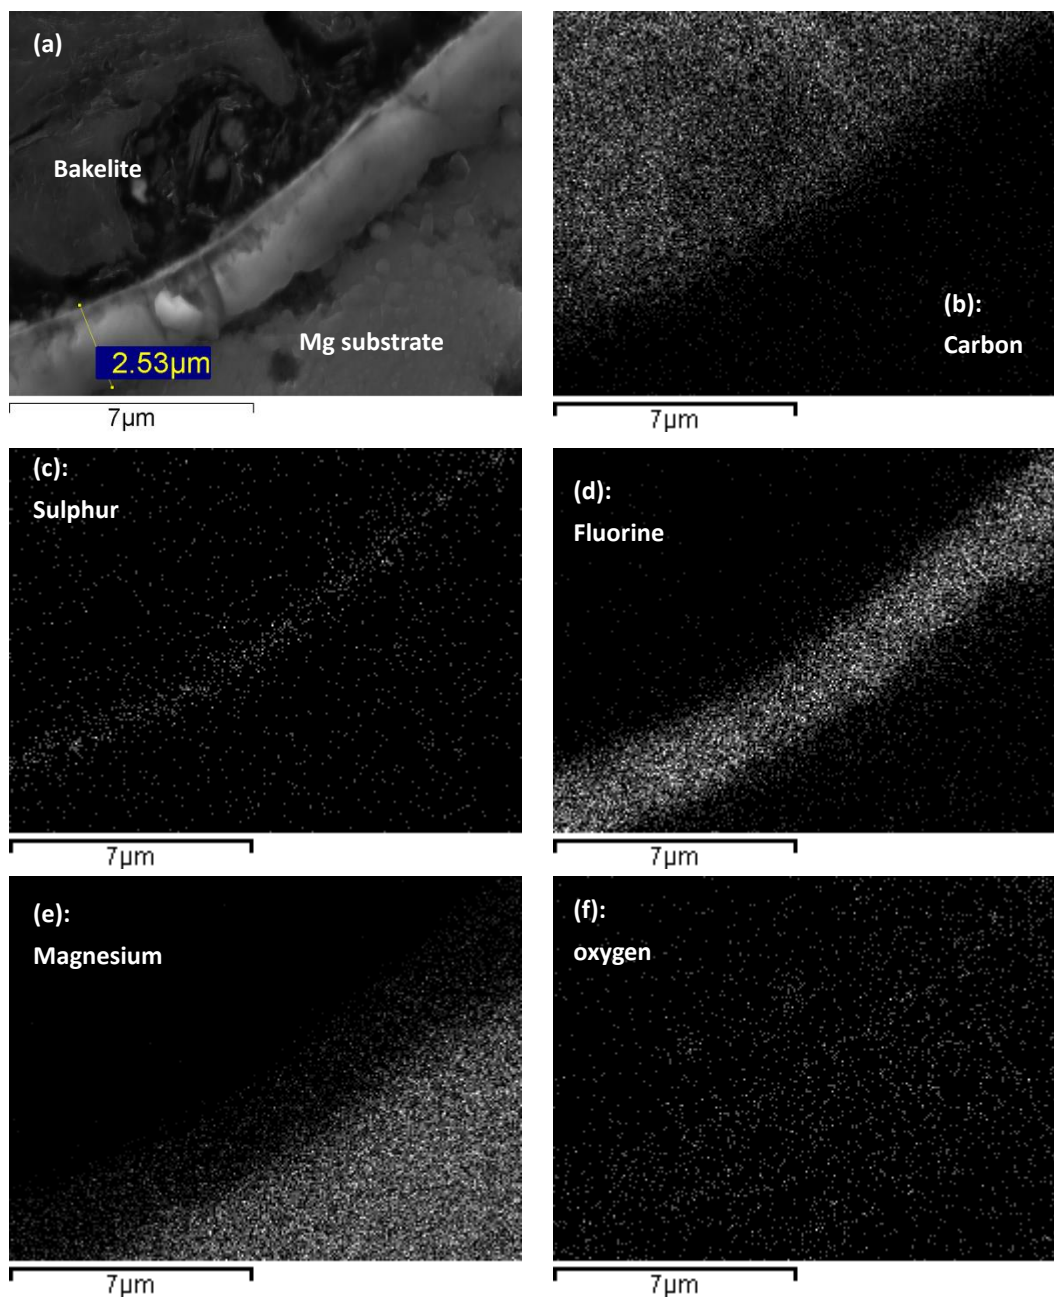 (a)
Bakelite
Mg substrate
2.53µm
7µm
(b):
Carbon
7µm
(c):
Sulphur
7µm
(d):
Fluorine
7µm
(e):
Magnesium
7µm
(f):
oxygen
7µm